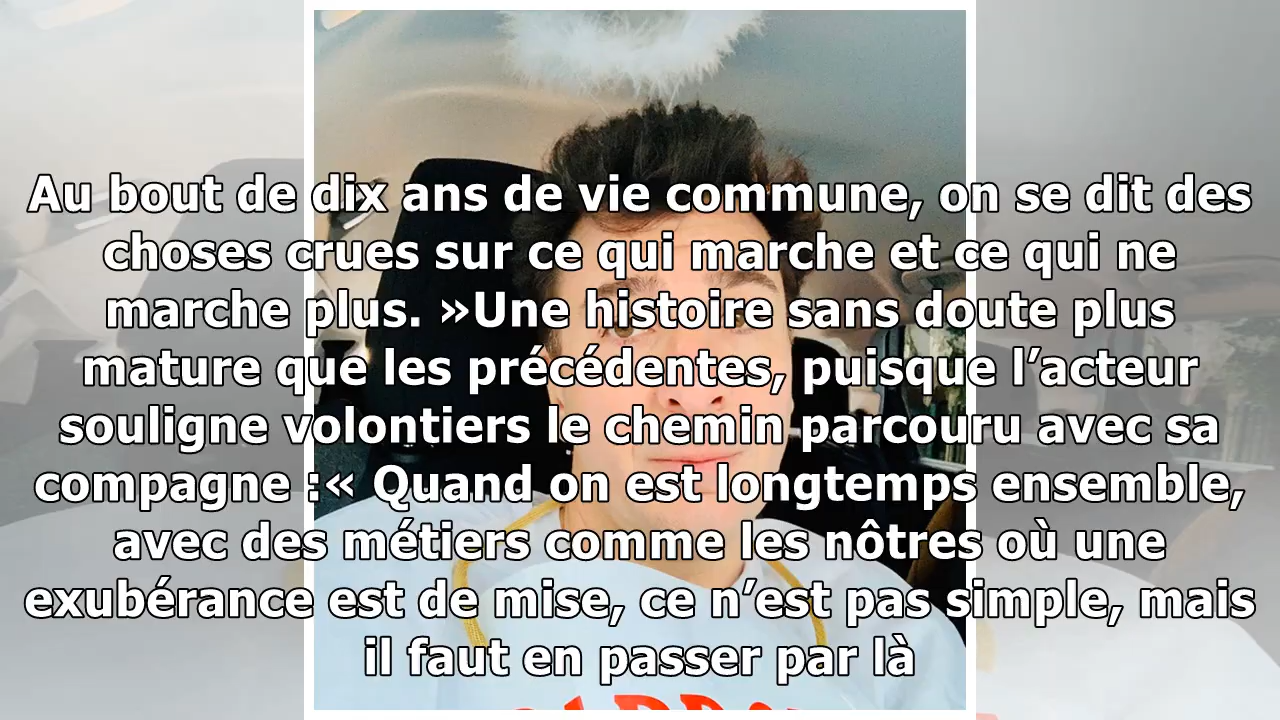 Au bout de dix ans de vie commune, on se dit des
choses crues sur ce qui marche et ce qui ne
marche plus. »Une histoire sans doute plus
mature que les précédentes, puisque l’acteur
souligne volontiers le chemin parcouru avec sa
compagne :« Quand on est longtemps ensemble,
avec des métiers comme les nôtres où une
exubérance est de mise, ce n’est pas simple, mais
il faut en passer par là